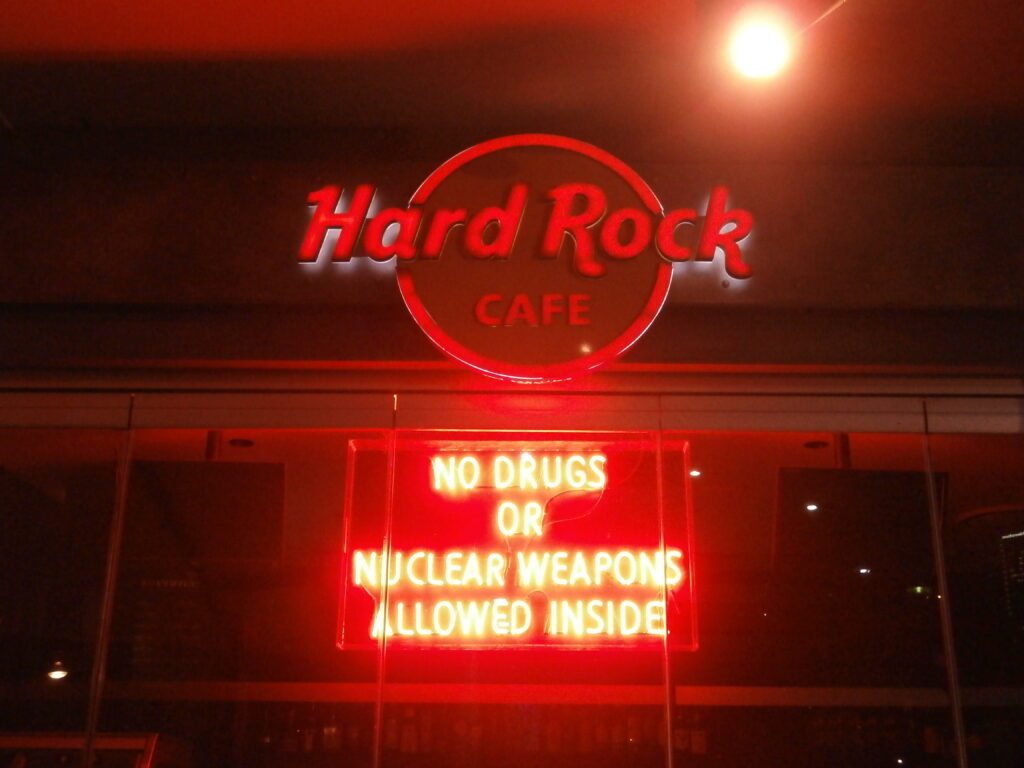 Hard Rock
CAFE
NO DRUGS
OR
NUCLEAR WEAPONS
ALLOWED INSIDE